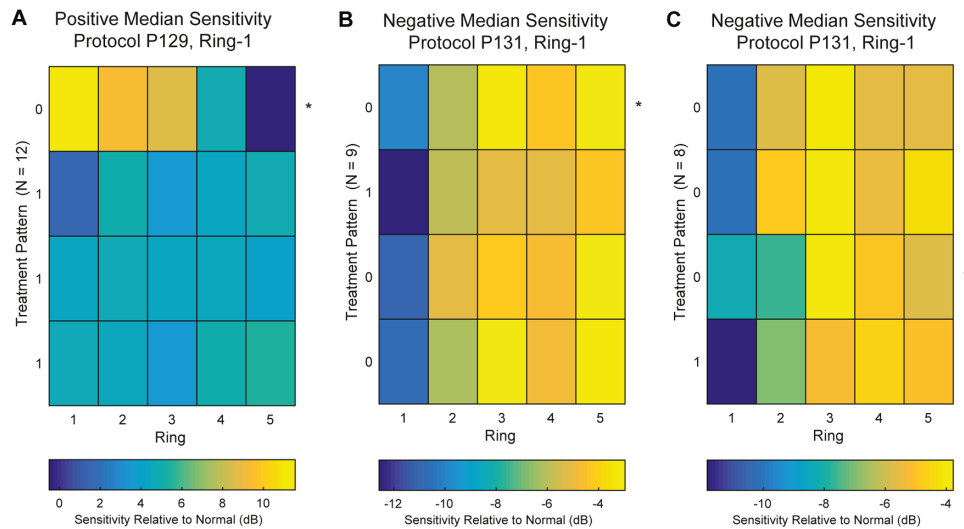 A
Positive Median Sensitivity
Protocol P129, Ring-1
Treatment Pattern (N = 12)
0 *
1
1
1
1 2 3 4 5
Ring
0 2 4 6 8 10
Sensitivity Relative to Normal (dB)
B
Negative Median Sensitivity
Protocol P131, Ring-1
Treatment Pattern (N = 9)
0 *
1
0
0
1 2 3 4 5
Ring
-12 -10 -8 -6 -4
Sensitivity Relative to Normal (dB)
C
Negative Median Sensitivity
Protocol P131, Ring-1
Treatment Pattern (N = 8)
0
0
0
1
1 2 3 4 5
Ring
-10 -8 -6 -4
Sensitivity Relative to Normal (dB)